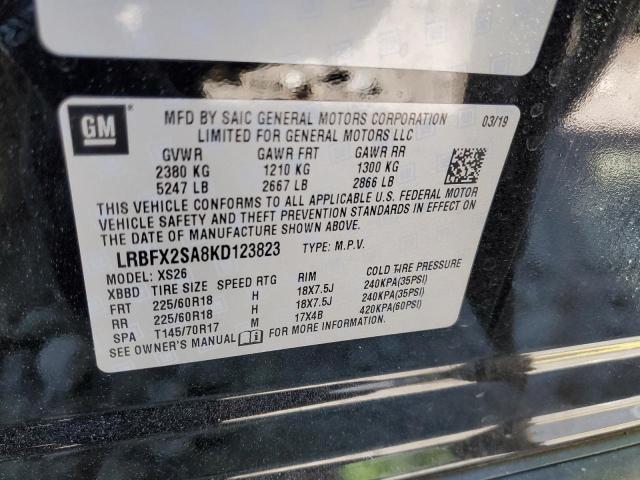 GM
MFD BY SAIC GENERAL MOTORS CORPORATION 03/19
LIMITED FOR GENERAL MOTORS LLC
GVWR GAWR FRT GAWR RR
2380 KG 1210 KG 1300 KG
5247 LB 2667 LB 2866 LB
THIS VEHICLE CONFORMS TO ALL APPLICABLE U.S. FEDERAL MOTOR
VEHICLE SAFETY AND THEFT PREVENTION STANDARDS IN EFFECT ON
THE DATE OF MANUFACTURE SHOWN ABOVE.
LRBFX2SA8KD123823 TYPE: M.P.V.
MODEL: XS26
XBBD TIRE SIZE SPEED RTG RIM COLD TIRE PRESSURE
FRT 225/60R18 H 18X7.5J 240KPA(35PSI)
RR 225/60R18 H 18X7.5J 240KPA(35PSI)
SPA T145/70R17 M 17X4B 420KPA(60PSI)
SEE OWNER'S MANUAL FOR MORE INFORMATION.